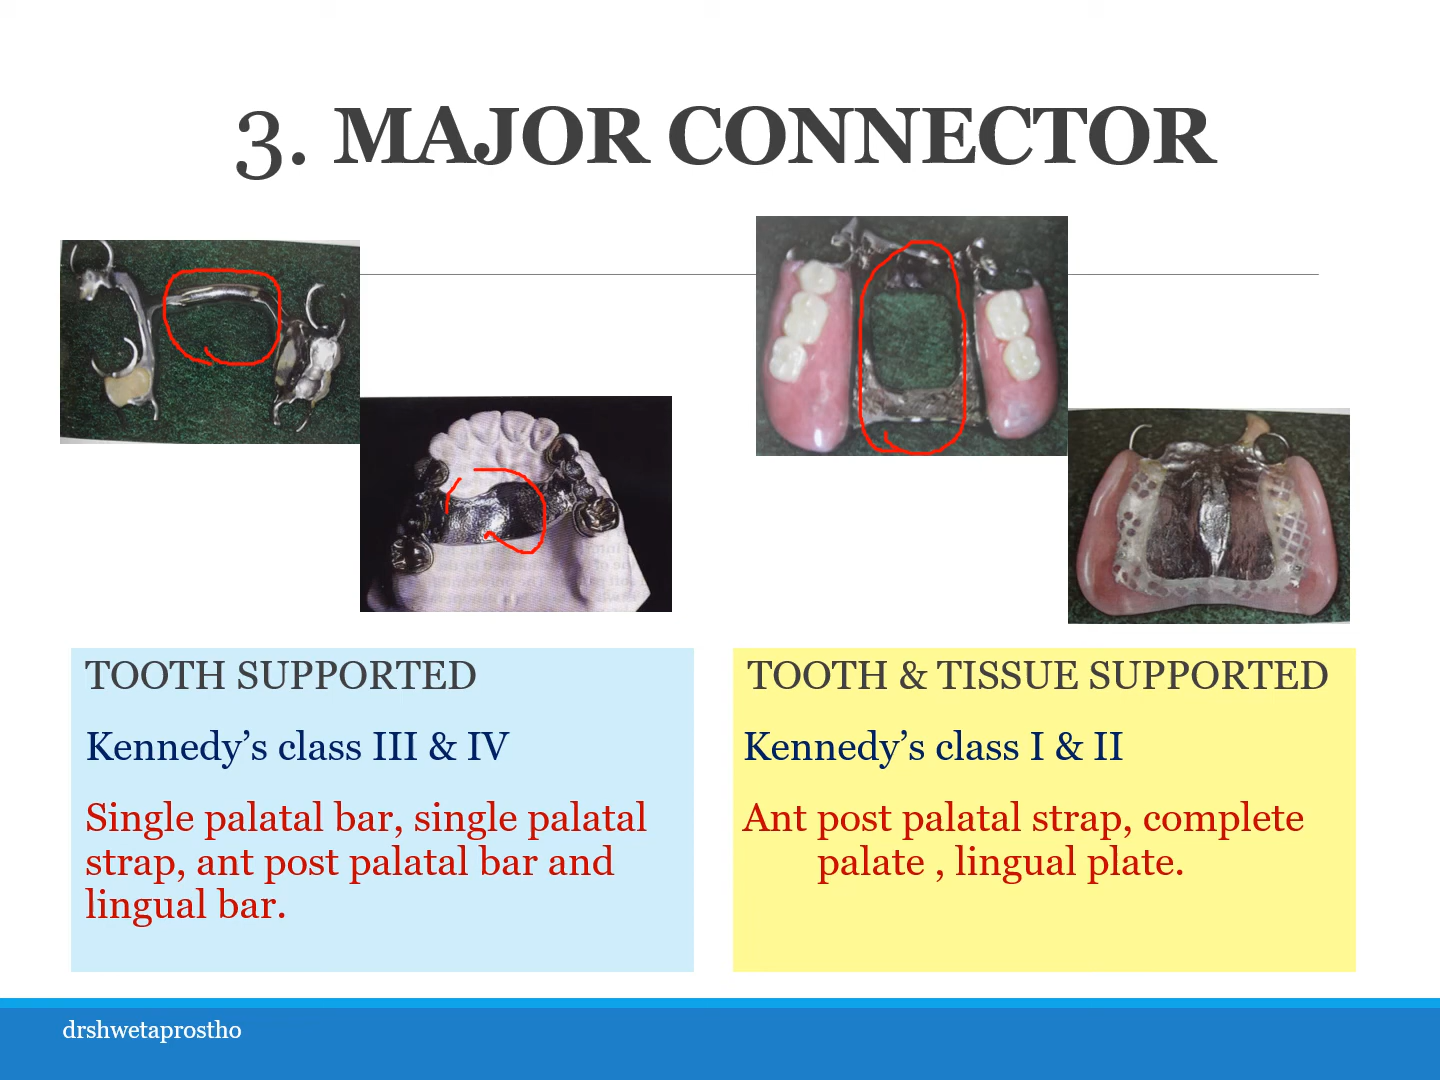 3. MAJOR CONNECTOR
TOOTH SUPPORTED
Kennedy’s class III & IV
Single palatal bar, single palatal
strap, ant post palatal bar and
lingual bar.
TOOTH & TISSUE SUPPORTED
Kennedy’s class I & II
Ant post palatal strap, complete
palate , lingual plate.
drshwetaprostho